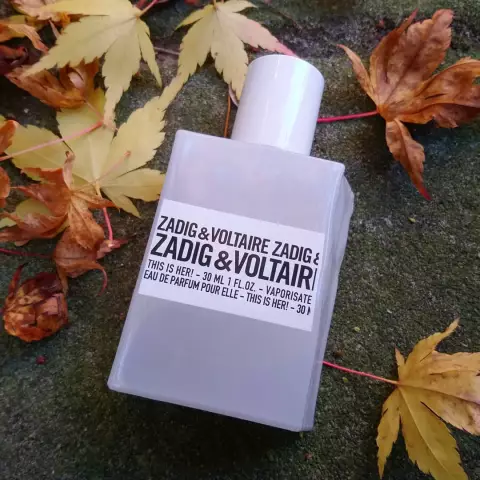 ZADIG&VOLTAIRE ZADIG &
ZADIG&VOLTAIR
THIS IS HER! - 30 ML 1 FL.OZ. - VAPORISATE
EAU DE PARFUM POUR ELLE - THIS IS HER! - 30 M